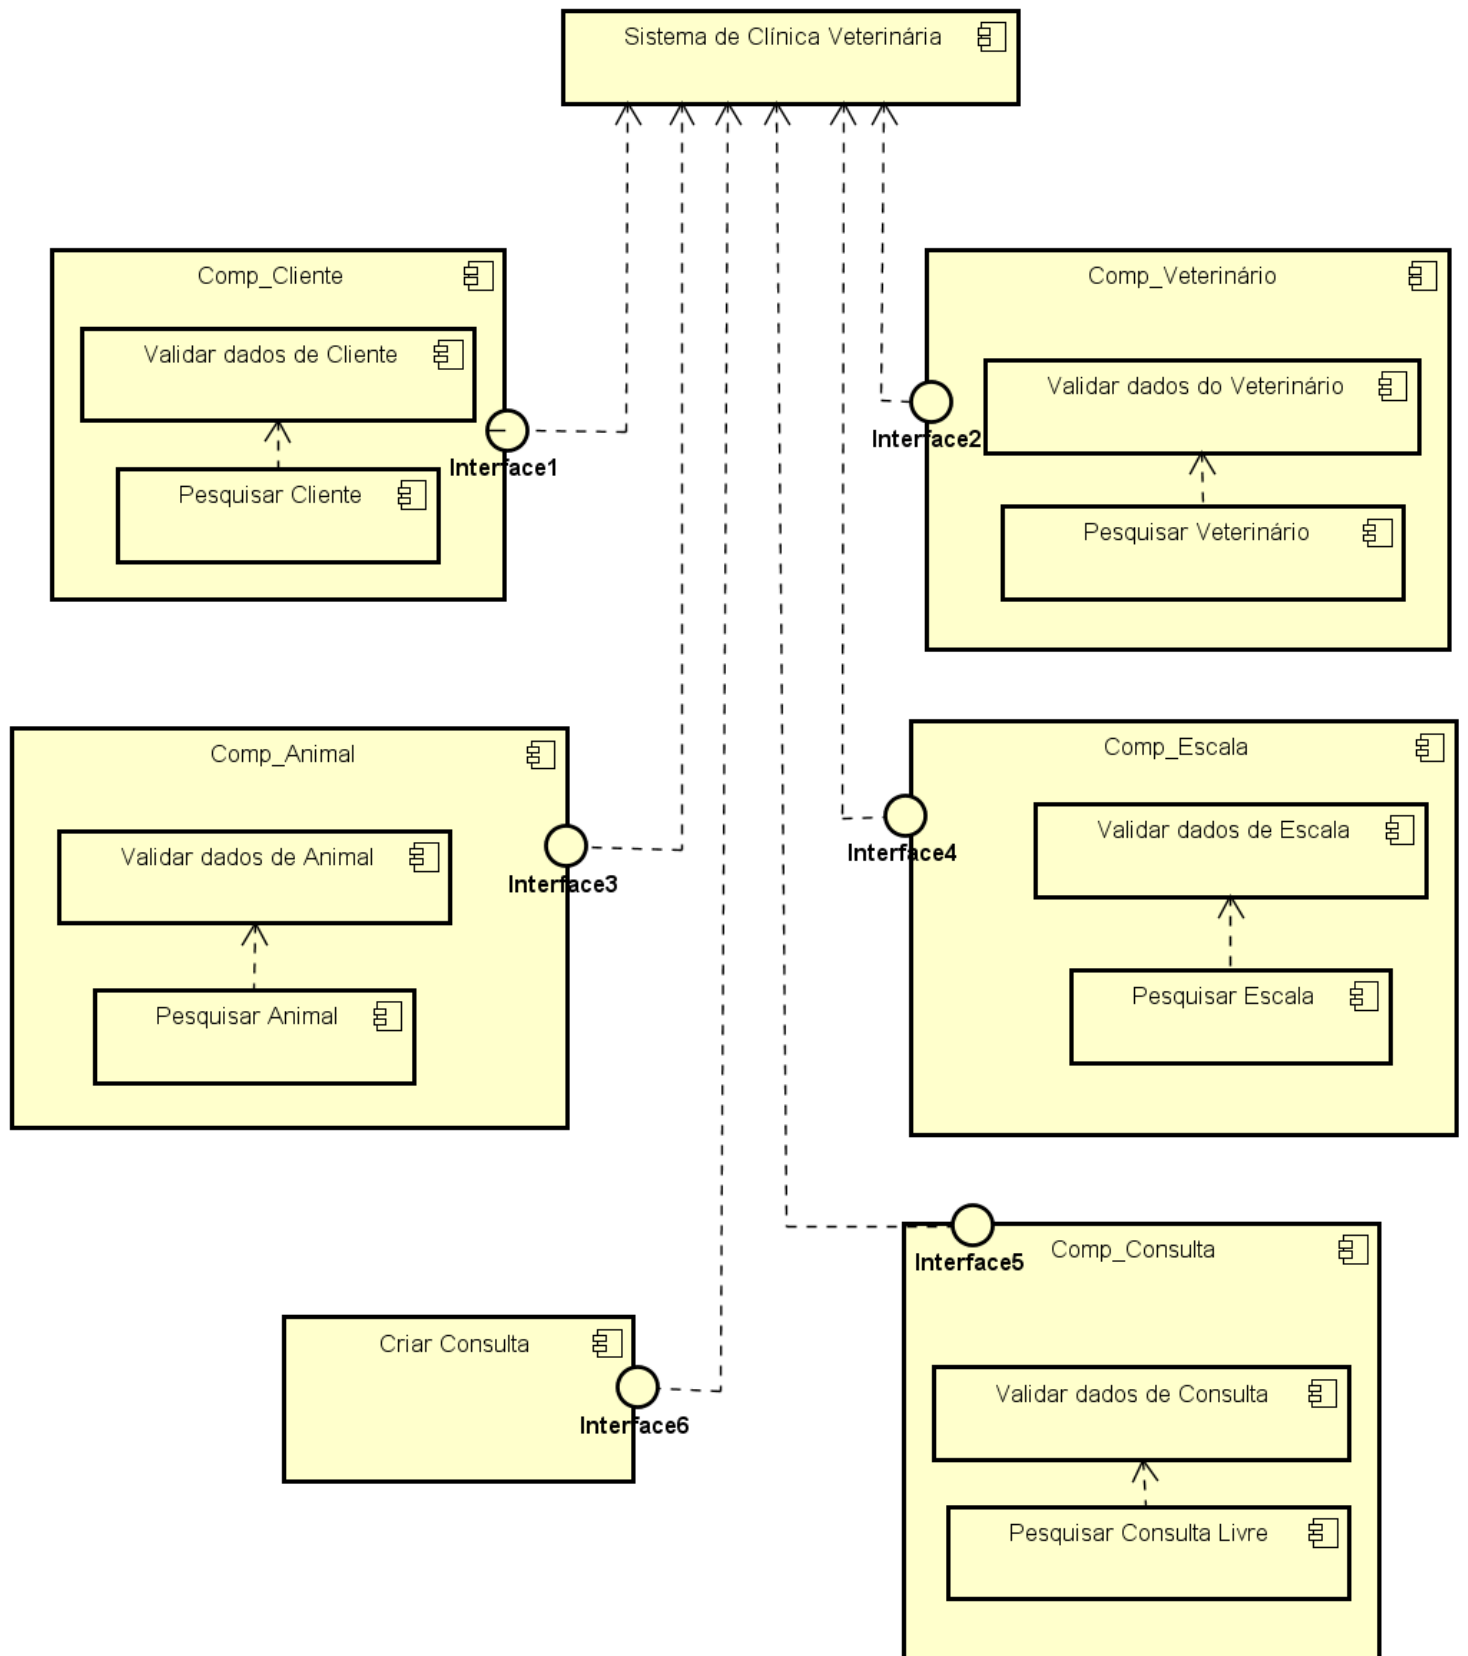 Sistema de Clínica Veterinária
Comp_Cliente
Validar dados de Cliente
Interface1
Pesquisar Cliente
Comp_Veterinário
Validar dados do Veterinário
Interface2
Pesquisar Veterinário
Comp_Animal
Validar dados de Animal
Interface3
Pesquisar Animal
Comp_Escala
Validar dados de Escala
Interface4
Pesquisar Escala
Criar Consulta
Interface6
Comp_Consulta
Interface5
Validar dados de Consulta
Pesquisar Consulta Livre